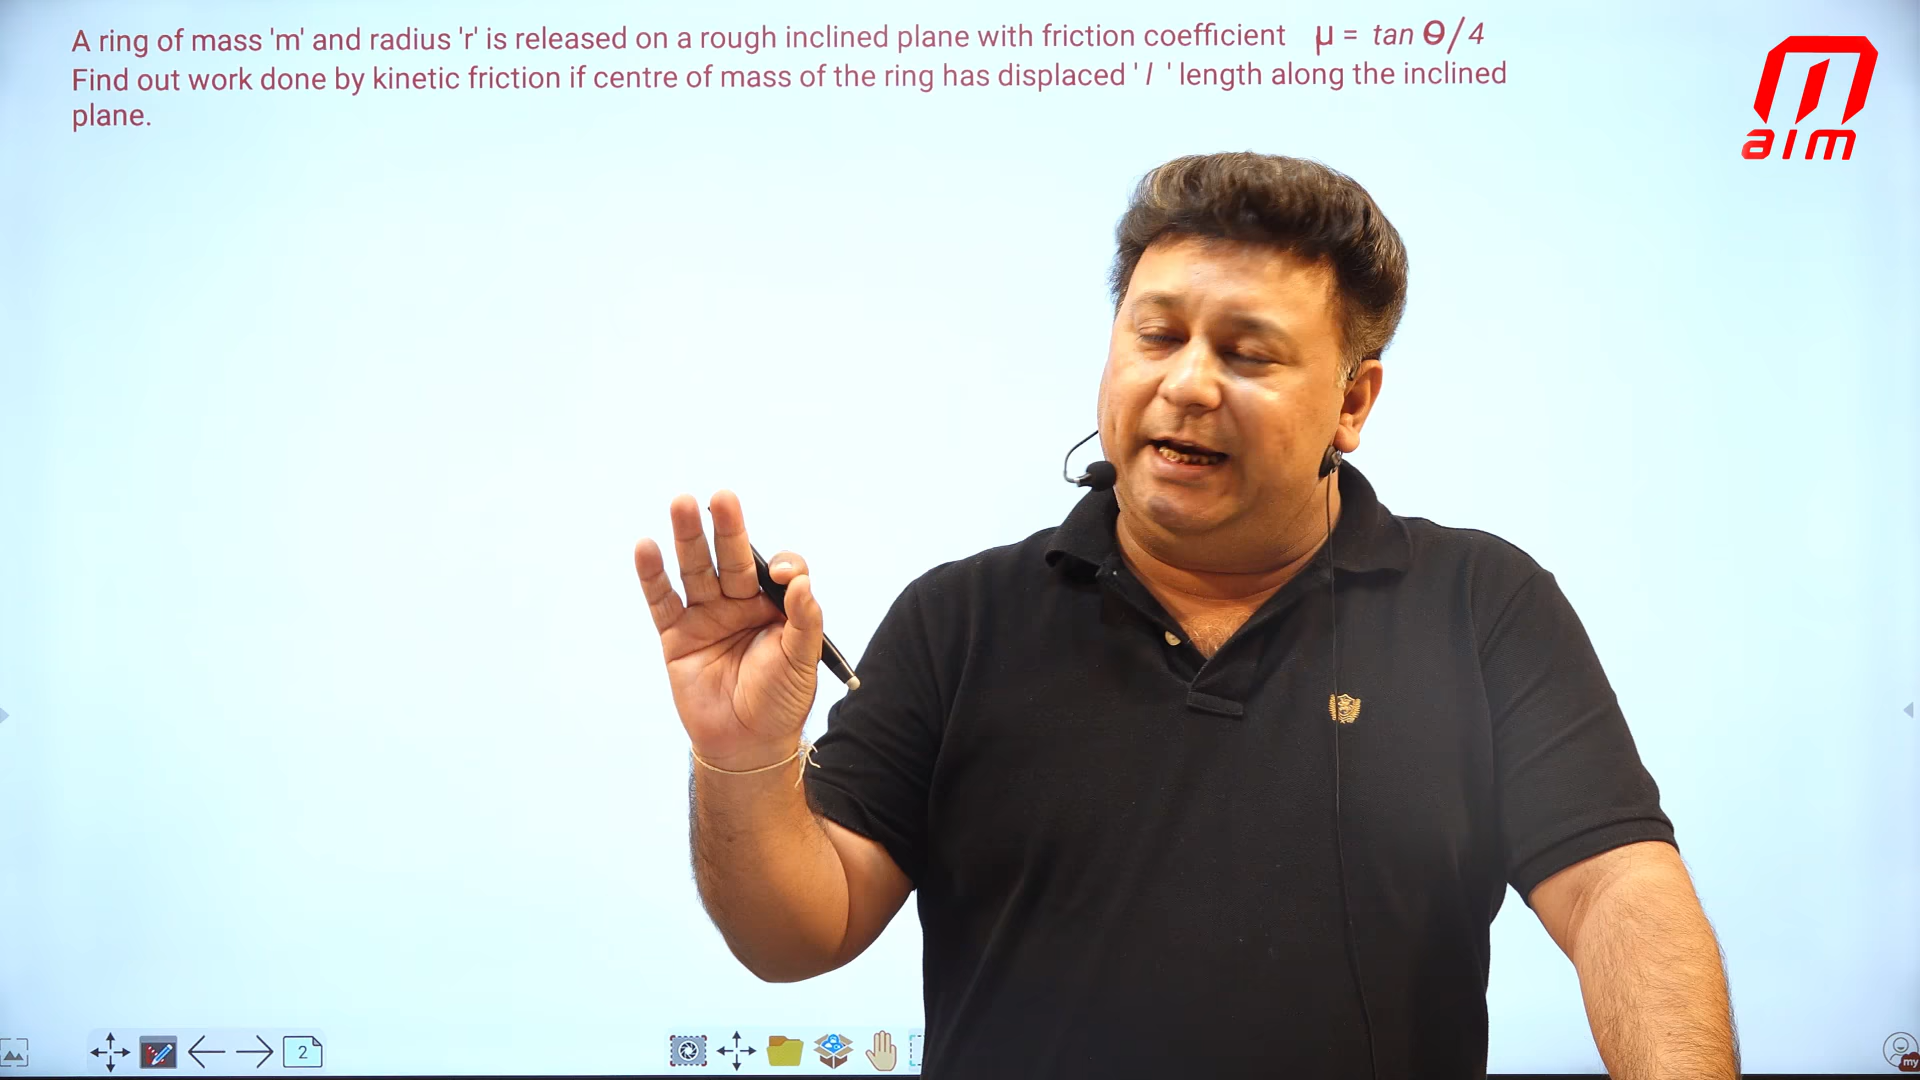 A ring of mass 'm' and radius 'r' is released on a rough inclined plane with friction coefficient μ = tan Θ/4
Find out work done by kinetic friction if centre of mass of the ring has displaced ' l ' length along the inclined
plane.
aim
2
my